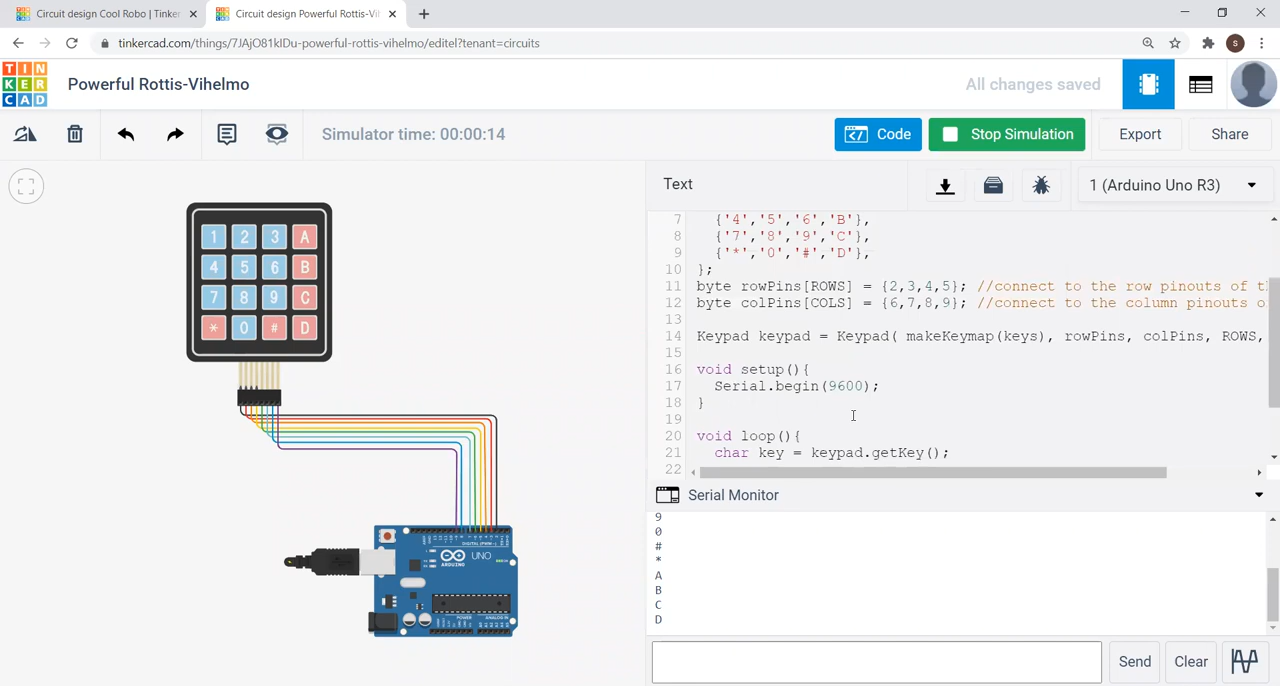 Circuit design Cool Robo | Tinker
Circuit design Powerful Rottis-Vi
tinkercad.com/things/7JAjO81kIDu-powerful-rottis-vihelmo/editel?tenant=circuits
S
TIN
KER
CAD
Powerful Rottis-Vihelmo
All changes saved
Simulator time: 00:00:14
Code
Stop Simulation
Export
Share
Text
1 (Arduino Uno R3)
7 {'4','5','6','B'},
8 {'7','8','9','C'},
9 {'*','0','#','D'},
10 };
11 byte rowPins[ROWS] = {2,3,4,5}; //connect to the row pinouts of
12 byte colPins[COLS] = {6,7,8,9}; //connect to the column pinouts
13
14 Keypad keypad = Keypad( makeKeymap(keys), rowPins, colPins, ROWS,
15
16 void setup(){
17 Serial.begin(9600);
18 }
19
20 void loop(){
21 char key = keypad.getKey();
22
1 2 3 A
4 5 6 B
7 8 9 C
* 0 # D
UNO
ARDUINO
Serial Monitor
9
0
#
*
A
B
C
D
Send
Clear